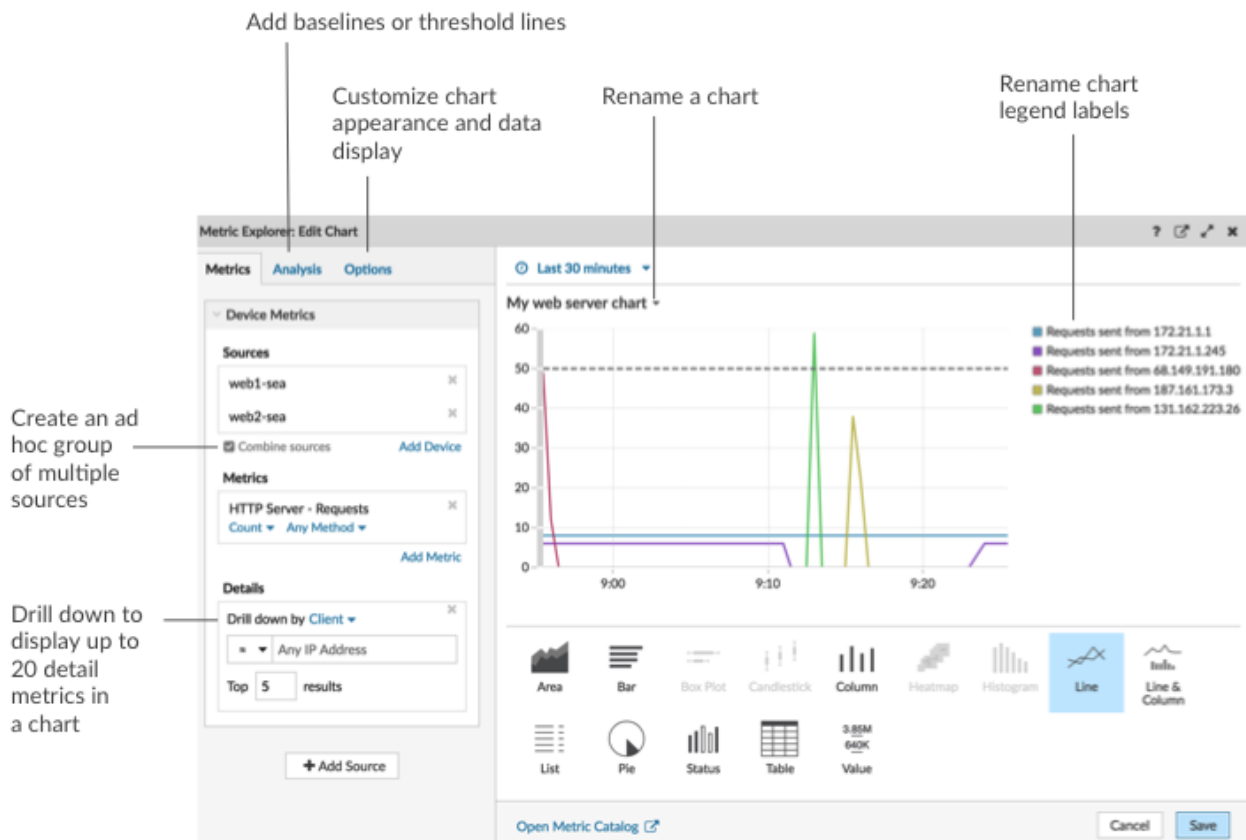 Add baselines or threshold lines
Customize chart
appearance and data
display
Rename a chart
Rename chart
legend labels
Metric Explorer: Edit Chart
?
Metrics
Analysis
Options
Last 30 minutes
Device Metrics
My web server chart
Sources
web1-sea
web2-sea
Combine sources
Add Device
Create an ad
hoc group
of multiple
sources
Metrics
HTTP Server - Requests
Count
Any Method
Add Metric
Details
Drill down by Client
≈
Any IP Address
Top 5 results
Drill down to
display up to
20 detail
metrics in
a chart
+ Add Source
60
50
40
30
20
10
0
9:00
9:10
9:20
Requests sent from 172.21.1.1
Requests sent from 172.21.1.245
Requests sent from 68.149.191.180
Requests sent from 187.161.173.3
Requests sent from 131.162.223.26
Area
Bar
Box Plot
Candlestick
Column
Heatmap
Histogram
Line
Line &
Column
List
Pie
Status
Table
3.85M
640K
Value
Open Metric Catalog
Cancel
Save